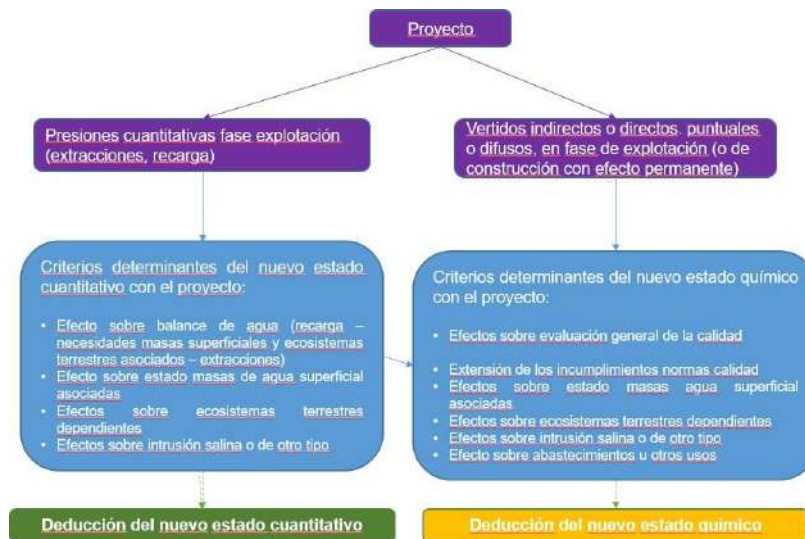 Proyecto
Presiones cuantitativas fase explotación
(extracciones, recarga)
Vertidos indirectos o directos. puntuales
o difusos, en fase de explotación (o de
construcción con efecto permanente)
Criterios determinantes del nuevo estado
cuantitativo con el proyecto:
• Efecto sobre balance de agua (recarga –
necesidades masas superficiales y ecosistemas
terrestres asociados – extracciones)
• Efecto sobre estado masas de agua superficial
asociadas
• Efectos sobre ecosistemas terrestres
dependientes
• Efectos sobre intrusión salina o de otro tipo
Criterios determinantes del nuevo estado químico
con el proyecto:
• Efectos sobre evaluación general de la calidad
• Extensión de los incumplimientos normas calidad
• Efectos sobre estado masas agua superficial
asociadas
• Efectos sobre ecosistemas terrestres dependientes
• Efectos sobre intrusión salina o de otro tipo
• Efecto sobre abastecimientos u otros usos
Deducción del nuevo estado cuantitativo
Deducción del nuevo estado químico